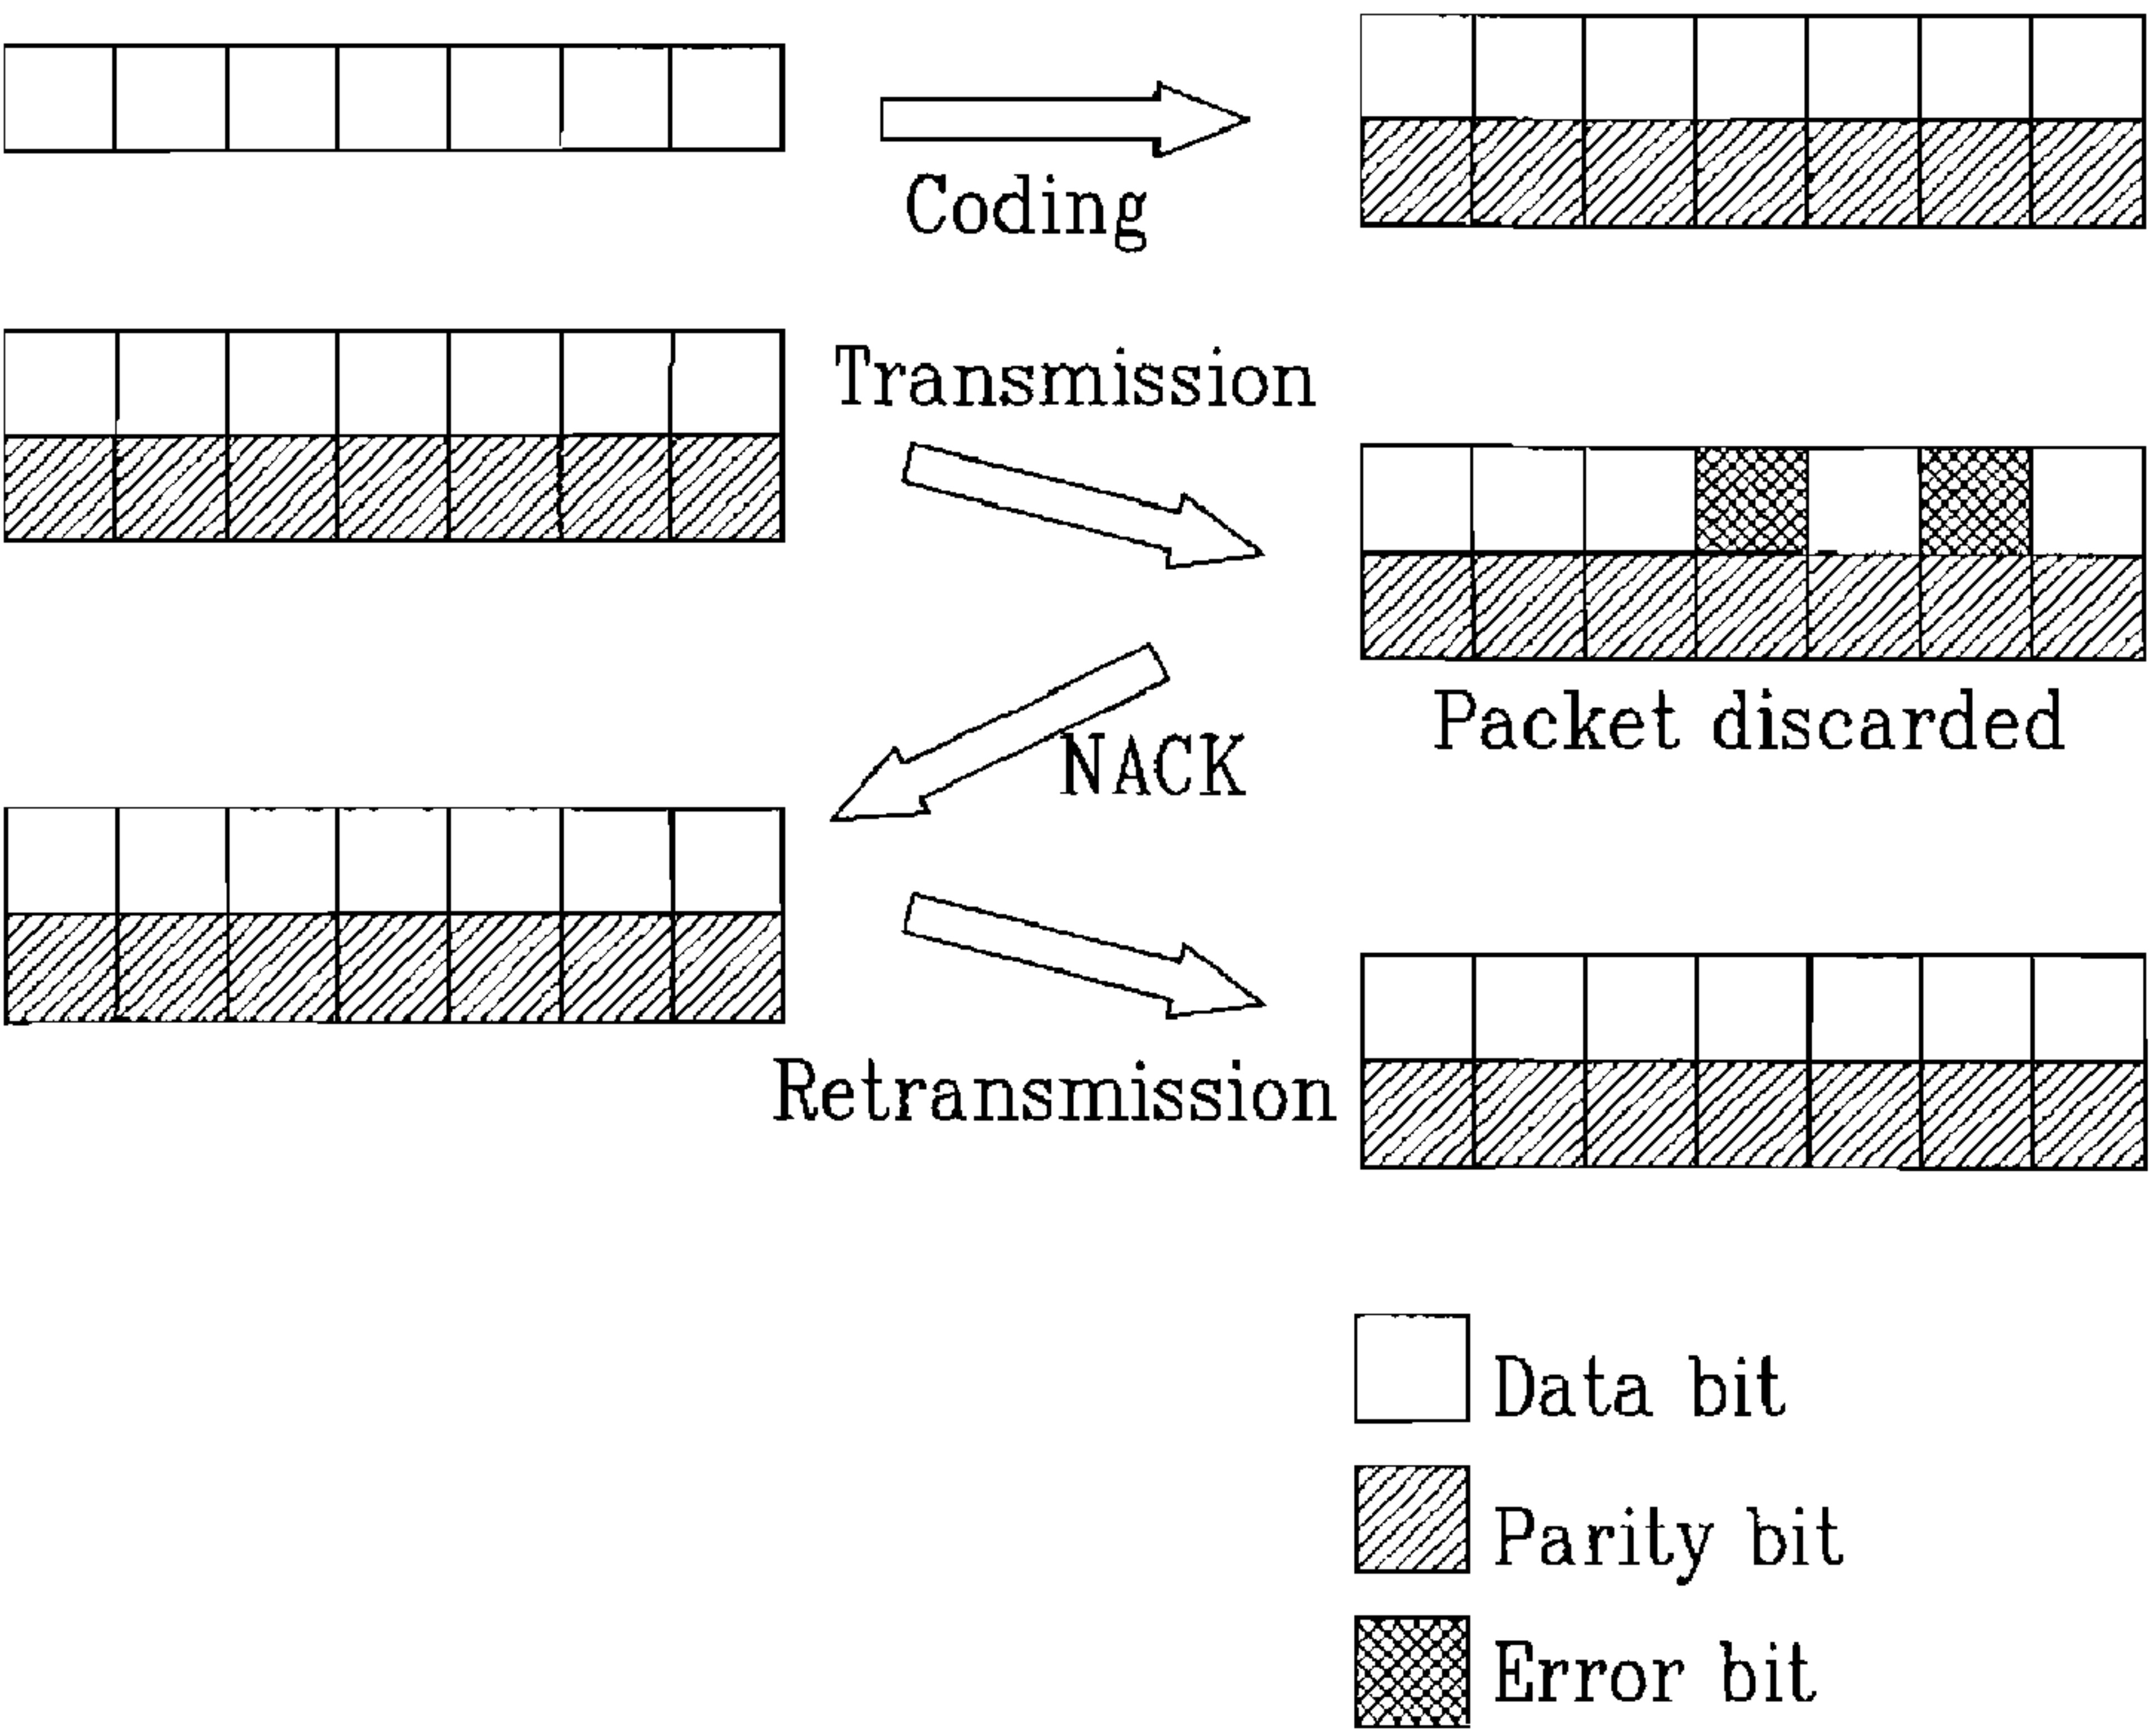 Coding
Transmission
Packet discarded
NACK
Retransmission
Data bit
Parity bit
Error bit